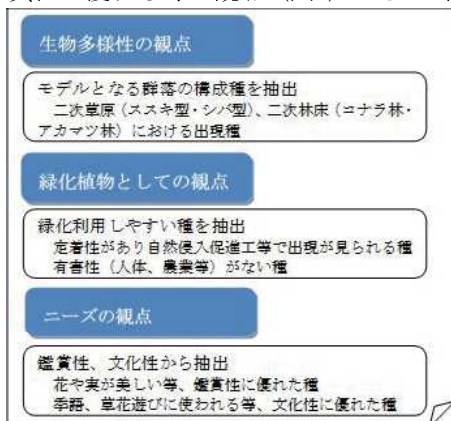 生物多様性の観点
モデルとなる群落の構成種を抽出
二次草原（ススキ型・シバ型）、二次林床（コナラ林・
アカマツ林）における出現種
緑化植物としての観点
緑化利用しやすい種を抽出
定着性があり自然侵入促進工等で出現が見られる種
有害性（人体、農業等）がない種
ニーズの観点
鑑賞性、文化性から抽出
花や実が美しい等、鑑賞性に優れた種
季語、草花遊びに使われる等、文化性に優れた種